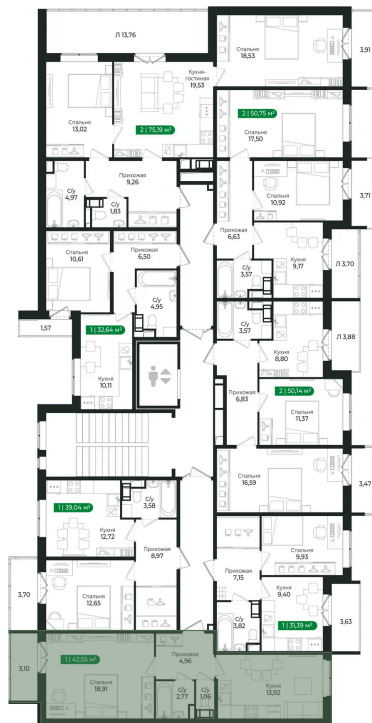 Л 13,76
Спальня
18,53
3,91
Кухня-
гостиная
19,53
Спальня
13,02
2 | 75,19 м²
2 | 50,75 м²
Спальня
17,50
Прихожая
9,26
С/у
4,97
С/у
1,83
Спальня
10,92
3,71
Прихожая
6,63
Спальня
10,61
Прихожая
6,50
С/у
3,57
Кухня
9,17
Л 3,70
С/у
4,95
1,57
1 | 32,64 м²
С/у
3,57
Кухня
8,80
Л 3,88
Кухня
10,11
Прихожая
6,83
2 | 50,14 м²
Спальня
11,37
Спальня
16,59
3,47
1 | 39,04 м²
С/у
3,58
Кухня
12,72
Прихожая
8,97
Спальня
9,93
Прихожая
7,15
Кухня
9,40
3,70
Спальня
12,65
С/у
3,82
1 | 31,39 м²
3,63
3,10
1 | 42,55 м²
Спальня
18,91
Прихожая
4,96
С/у
2,77
С/у
1,06
Кухня
13,92